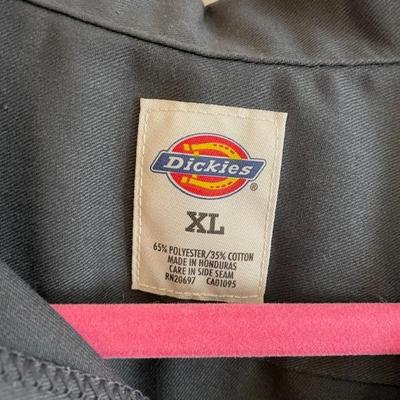 Dickies
®
XL
65% POLYESTER/35% COTTON
MADE IN HONDURAS
CARE IN SIDE SEAM
RN20697 CA01095